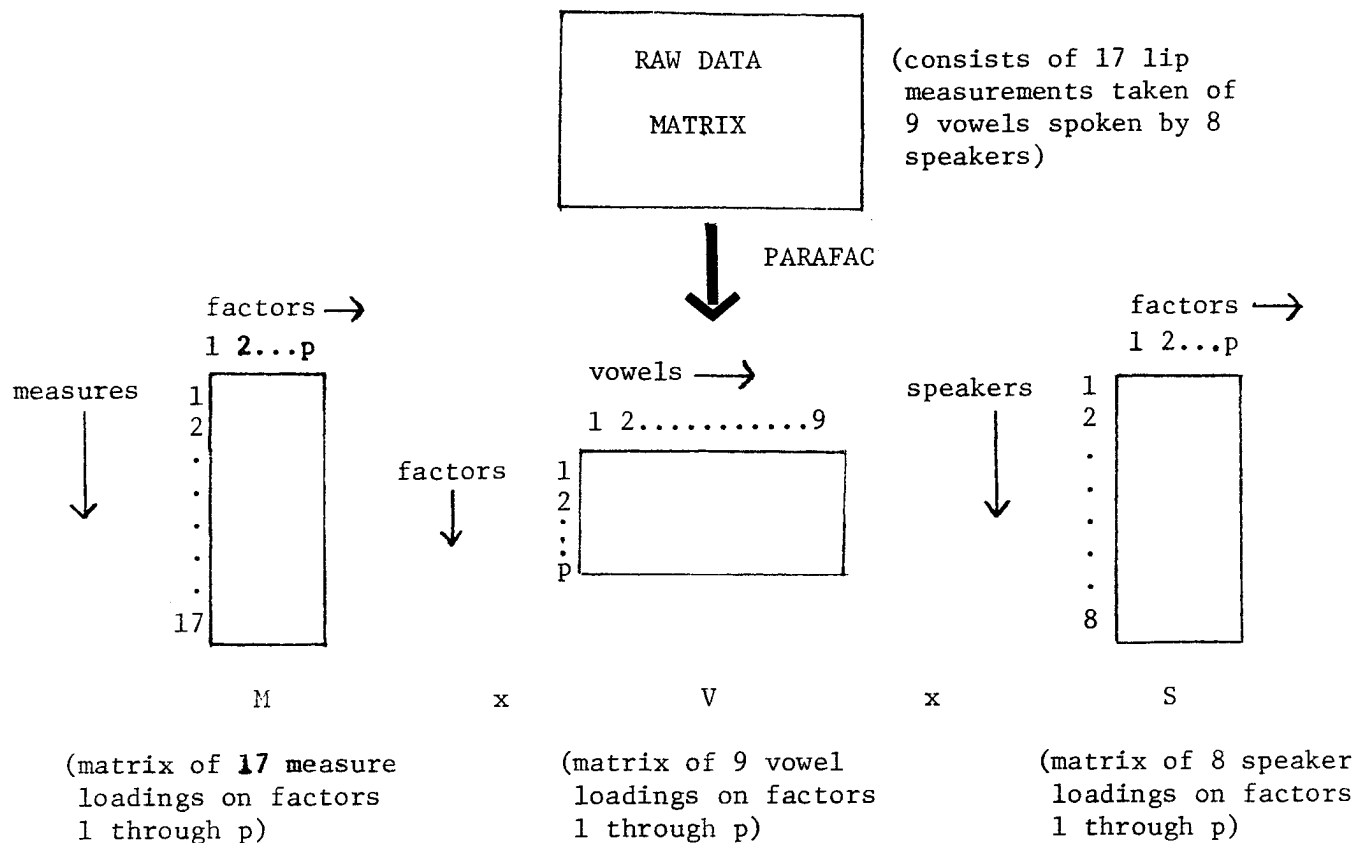 RAW DATA
MATRIX
(consists of 17 lip
measurements taken of
9 vowels spoken by 8
speakers)
PARAFAC
factors
1 2...p
measures
1
2
.
.
.
.
.
17
vowels
1 2...........9
factors
1
2
.
.
.
p
factors
1 2...p
speakers
1
2
.
.
.
.
.
8
M x V x S
(matrix of 17 measure
loadings on factors
1 through p)
(matrix of 9 vowel
loadings on factors
1 through p)
(matrix of 8 speaker
loadings on factors
1 through p)